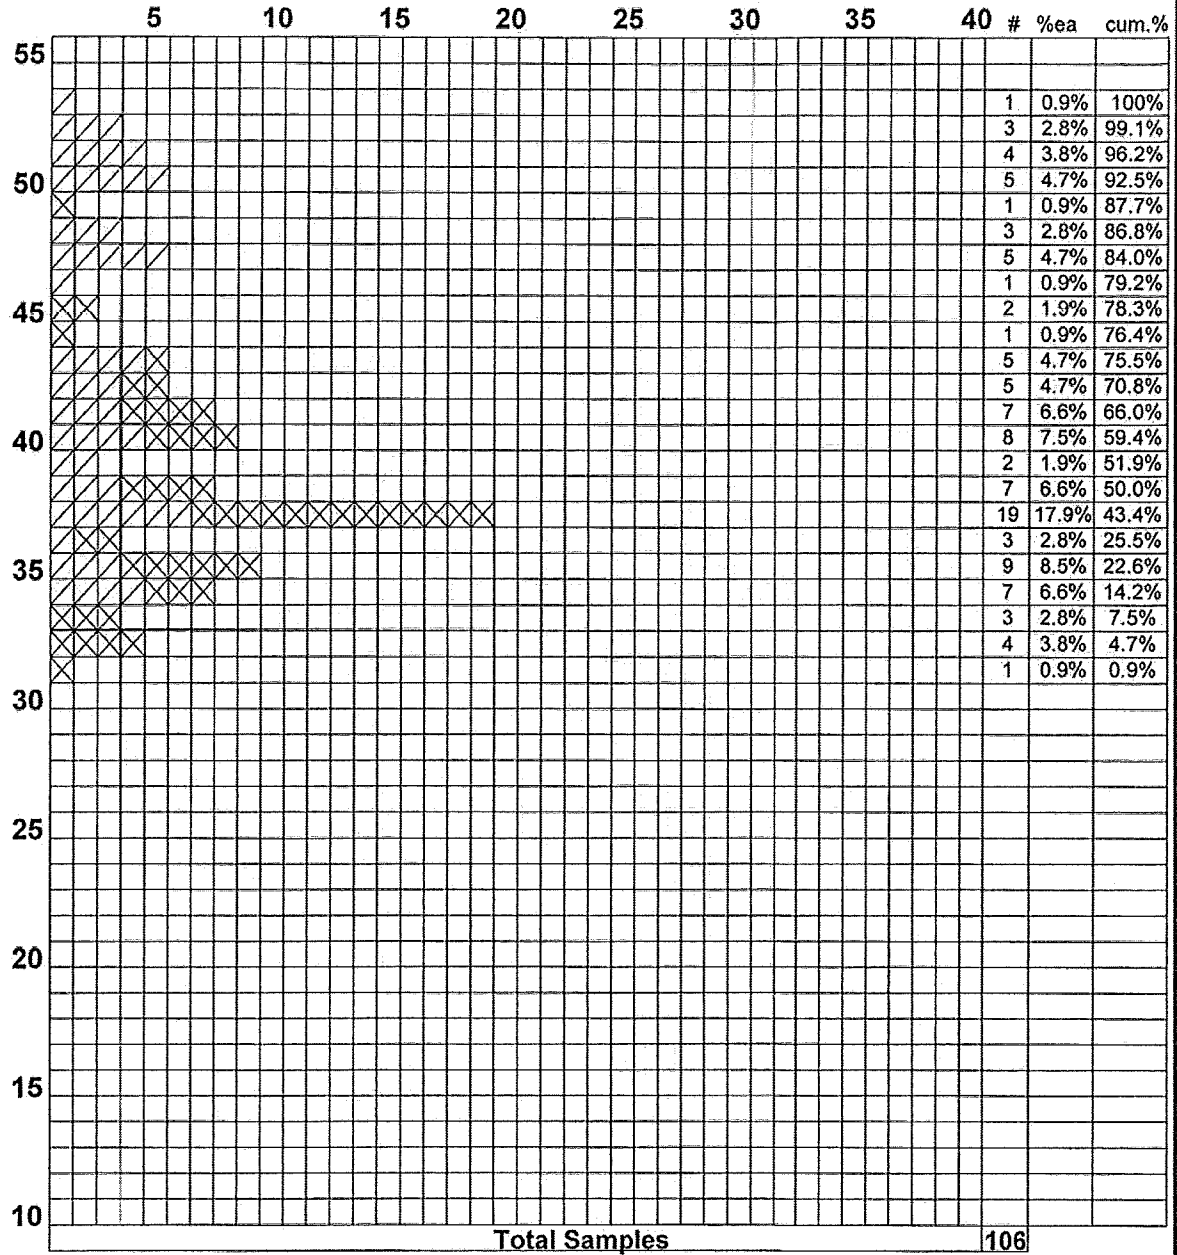 5 10 15 20 25 30 35 40 # %ea cum.%
55
1 0.9% 100%
3 2.8% 99.1%
4 3.8% 96.2%
50 5 4.7% 92.5%
1 0.9% 87.7%
3 2.8% 86.8%
5 4.7% 84.0%
1 0.9% 79.2%
45 2 1.9% 78.3%
1 0.9% 76.4%
5 4.7% 75.5%
5 4.7% 70.8%
7 6.6% 66.0%
40 8 7.5% 59.4%
2 1.9% 51.9%
7 6.6% 50.0%
19 17.9% 43.4%
3 2.8% 25.5%
35 9 8.5% 22.6%
7 6.6% 14.2%
3 2.8% 7.5%
4 3.8% 4.7%
1 0.9% 0.9%
30
25
20
15
10
Total Samples 106